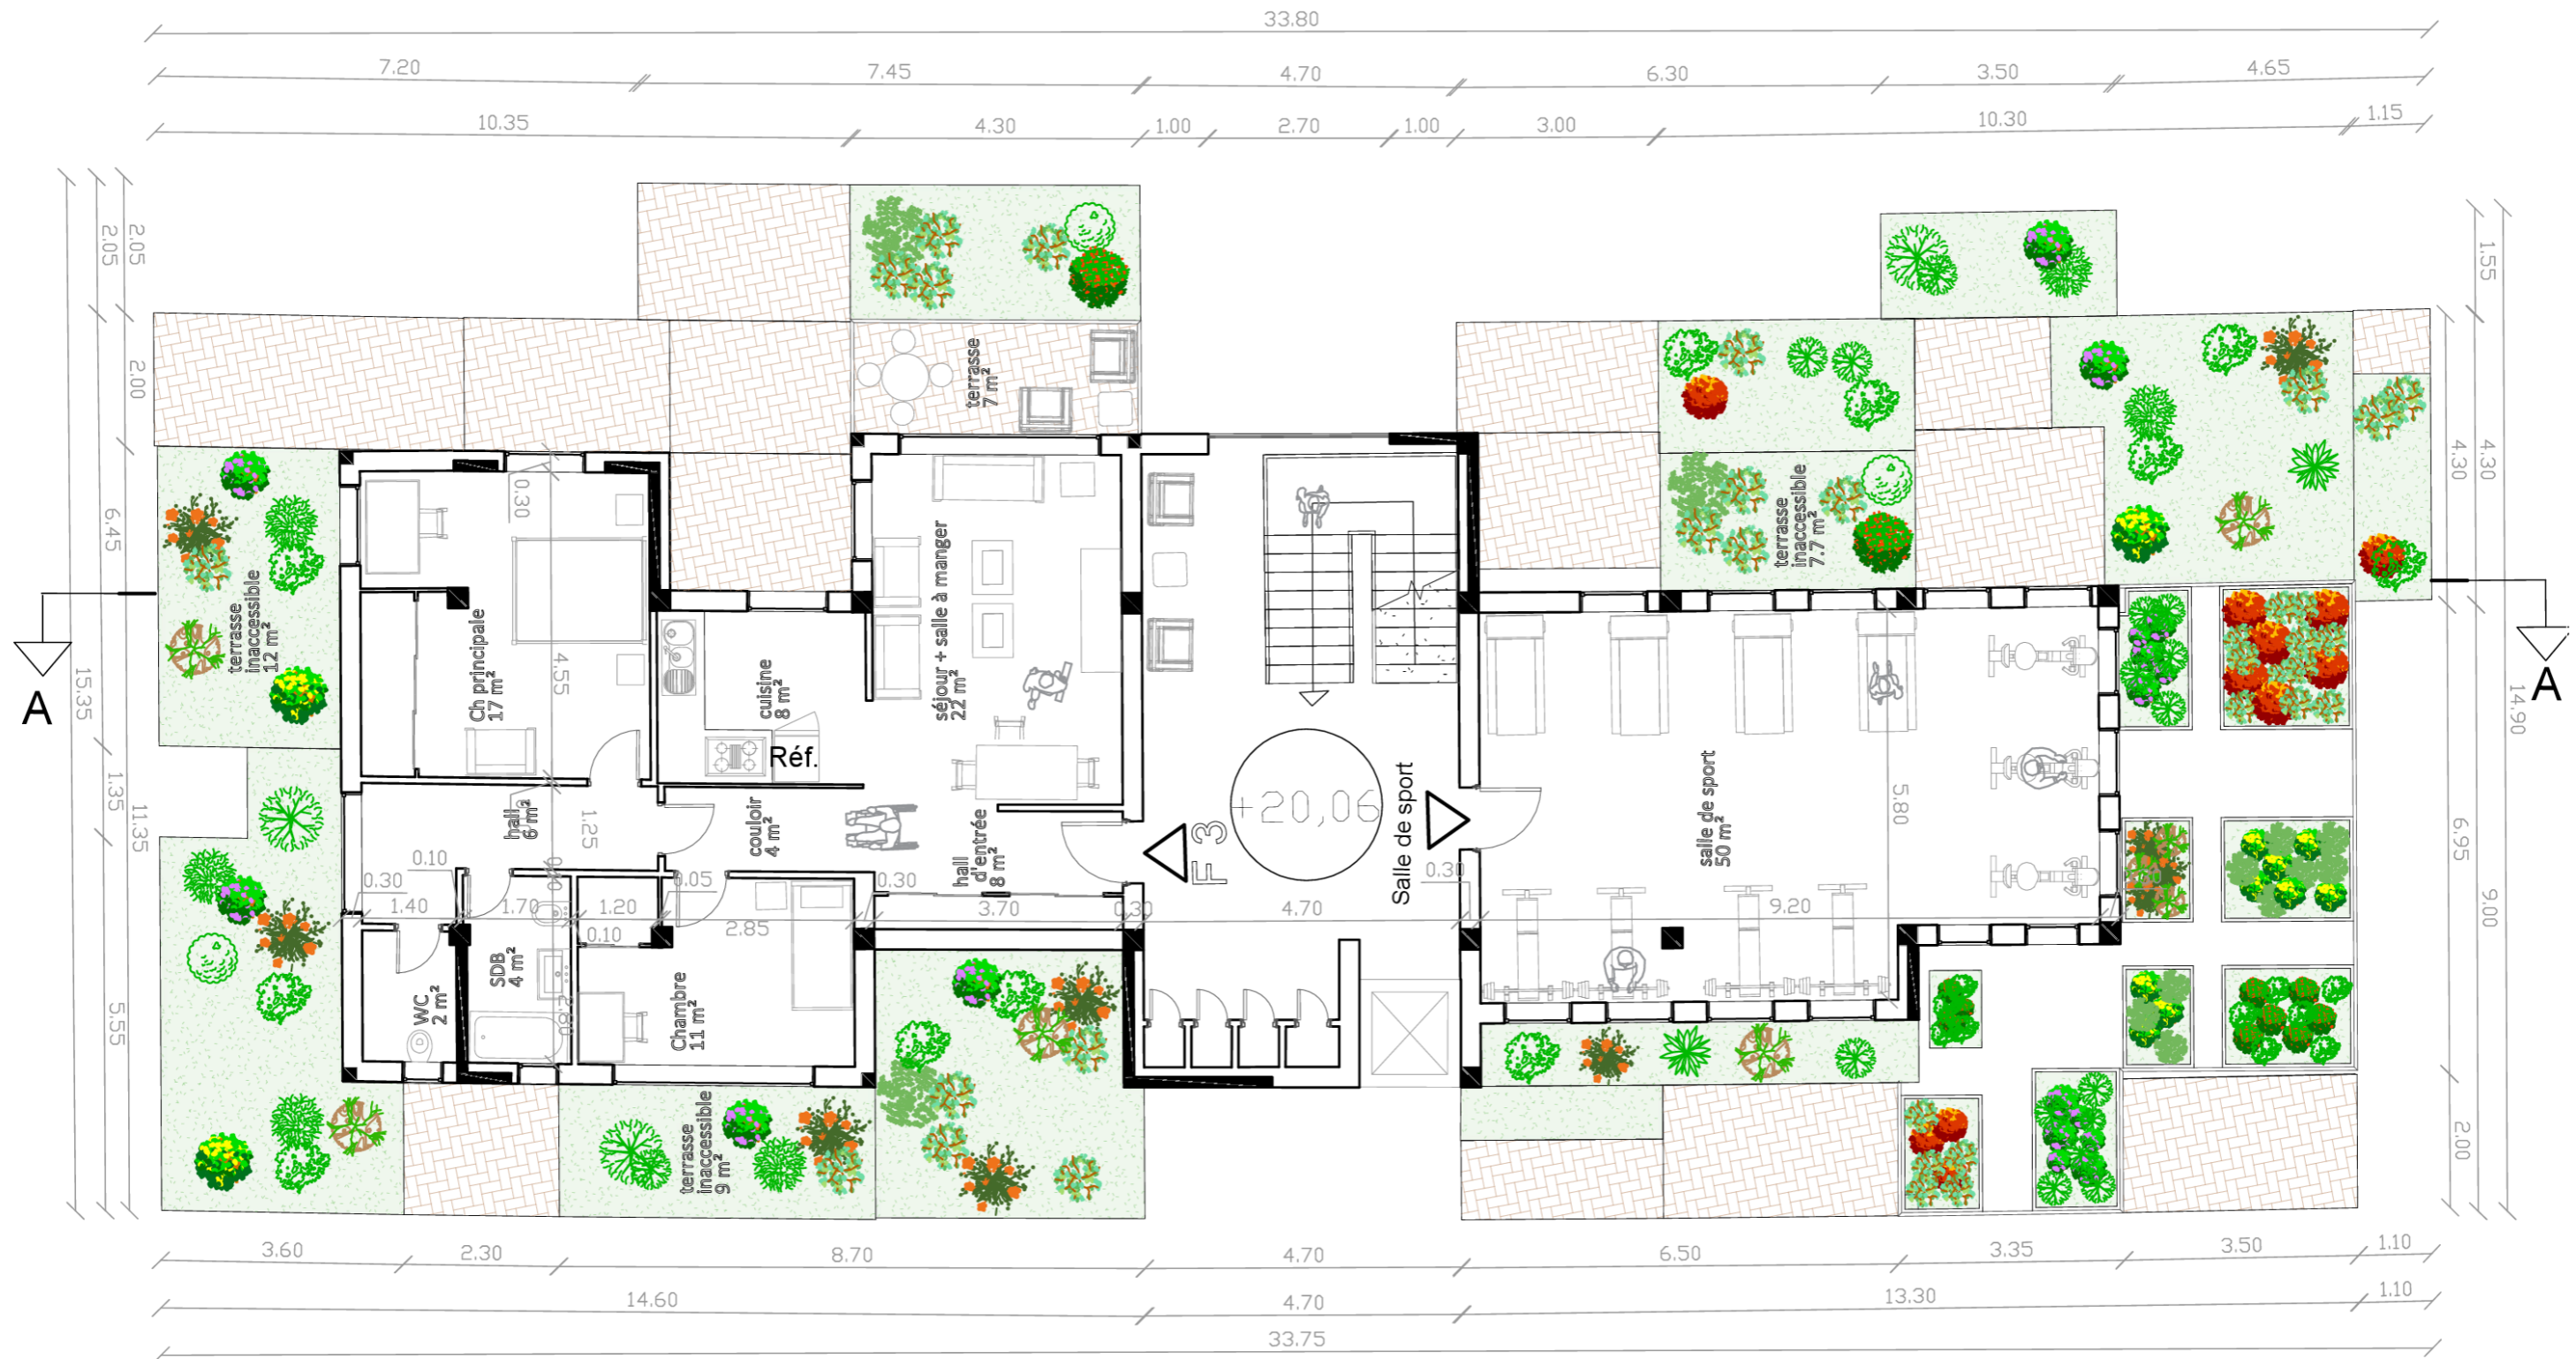 33.80
7.20 7.45 4.70 6.30 3.50 4.65
10.35 4.30 1.00 2.70 1.00 3.00 10.30 1.15
2.05
2.05
2.00
6.45
15.35
1.35
11.35
5.55
1.55
4.30
4.30
14.90
6.95
9.00
2.00
A
A
terrasse
7 m²
terrasse
inaccessible
7.7 m²
terrasse
inaccessible
12 m²
0.30
Ch principale
17 m²
4.55
cuisine
8 m²
Réf.
séjour + salle à manger
22 m²
hall
6 m²
1.25
couloir
4 m²
hall
d'entrée
8 m²
F 3
+20,06
Salle de sport
salle de sport
50 m²
5.80
0.10
0.30
0.05
0.30
0.30
1.40 1.70 1.20
2.85
3.70 0.30 4.70 9.20
0.10
WC
2 m²
SDB
4 m²
2.80
Chambre
11 m²
terrasse
inaccessible
9 m²
3.60 2.30 8.70 4.70 6.50 3.35 3.50 1.10
14.60 4.70 13.30 1.10
33.75